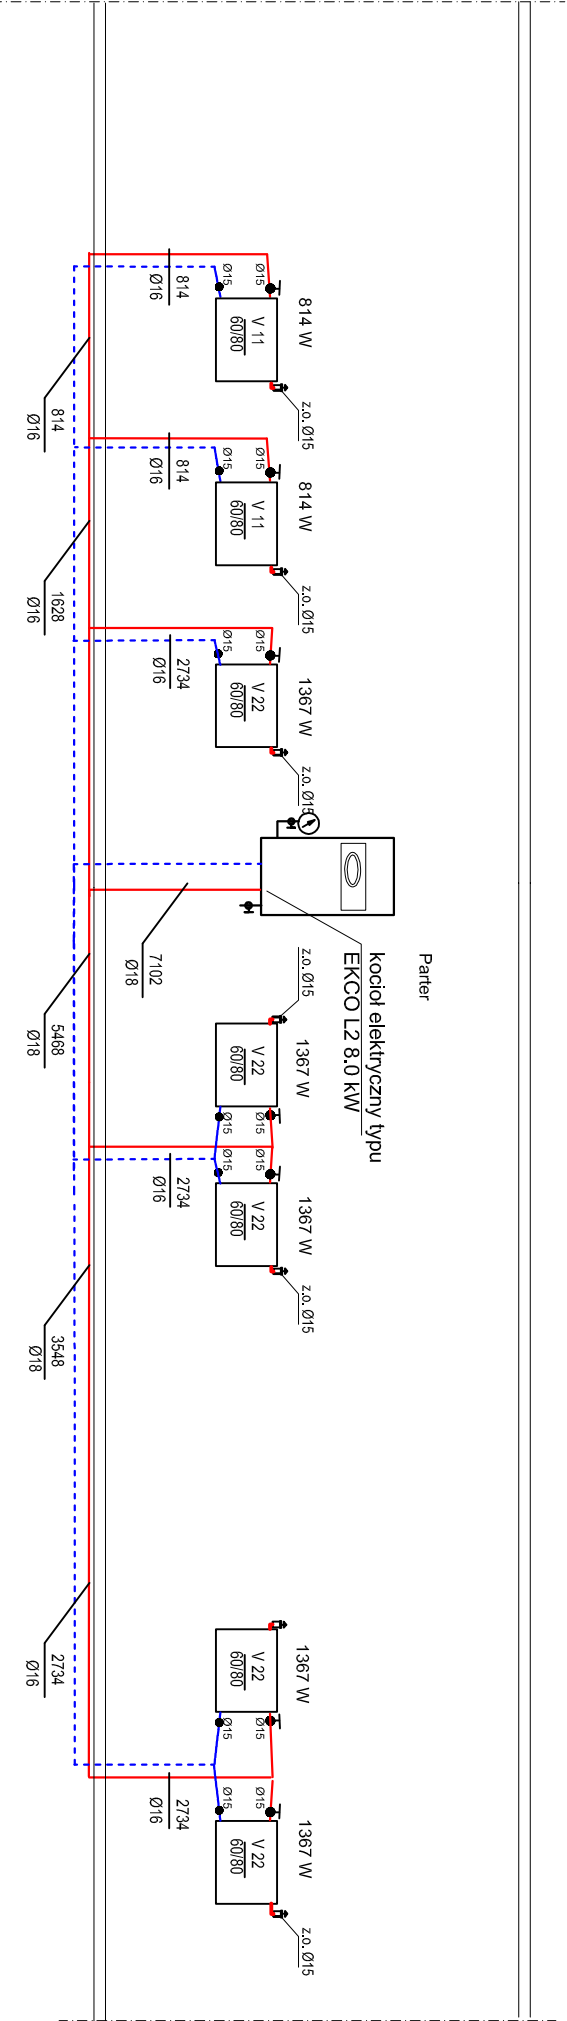 814 W
Ø15
Ø15
V 11
60/80
z.o. Ø15
814
Ø16
814
Ø16
814 W
Ø15
Ø15
V 11
60/80
z.o. Ø15
814
Ø16
1628
Ø16
1367 W
Ø15
Ø15
V 22
60/80
z.o. Ø15
2734
Ø16
Parter
kocioł elektryczny typu
EKCO L2 8.0 kW
7102
Ø18
5468
Ø18
z.o. Ø15
1367 W
V 22
60/80
Ø15
Ø15
1367 W
Ø15
Ø15
V 22
60/80
z.o. Ø15
2734
Ø16
3548
Ø18
2734
Ø16
1367 W
V 22
60/80
Ø15
Ø15
1367 W
Ø15
Ø15
V 22
60/80
z.o. Ø15
2734
Ø16